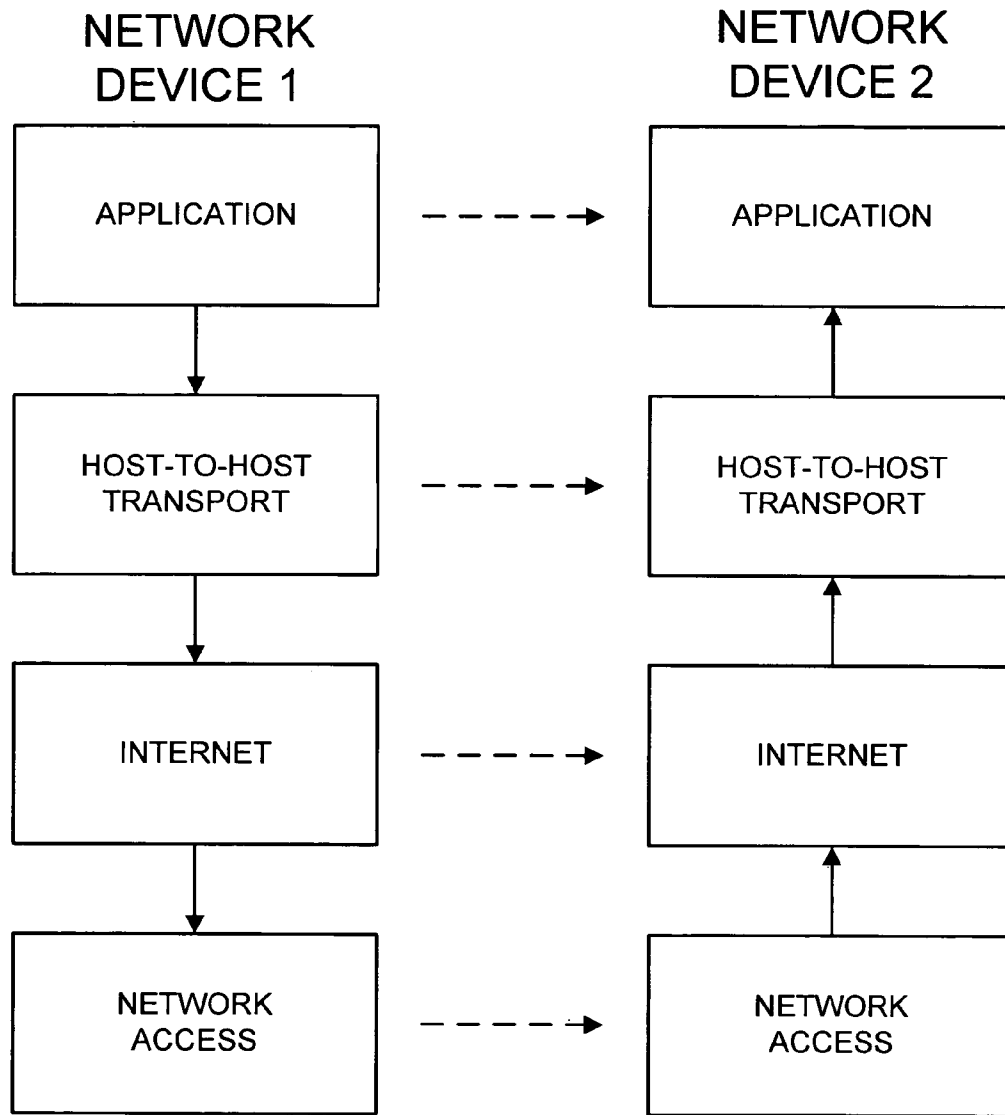 NETWORK
DEVICE 1
NETWORK
DEVICE 2
APPLICATION
APPLICATION
HOST-TO-HOST
TRANSPORT
HOST-TO-HOST
TRANSPORT
INTERNET
INTERNET
NETWORK
ACCESS
NETWORK
ACCESS